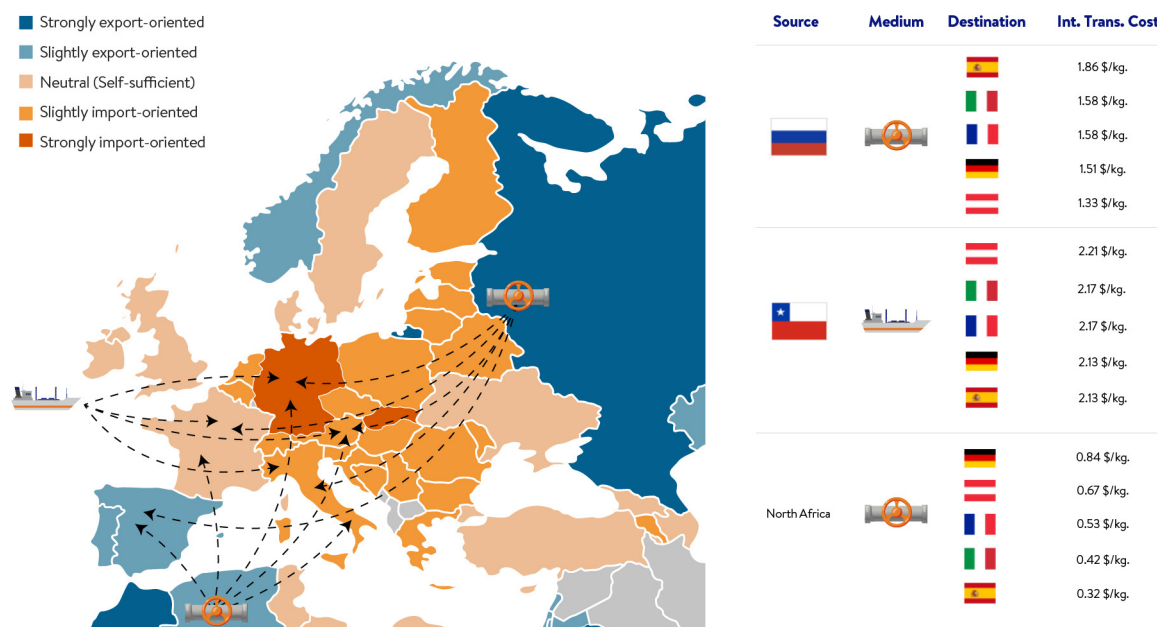 Strongly export-oriented
Slightly export-oriented
Neutral (Self-sufficient)
Slightly import-oriented
Strongly import-oriented
Source Medium Destination Int. Trans. Cost
1.86 $/kg.
1.58 $/kg.
1.58 $/kg.
1.51 $/kg.
1.33 $/kg.
2.21 $/kg.
2.17 $/kg.
2.17 $/kg.
2.13 $/kg.
2.13 $/kg.
North Africa
0.84 $/kg.
0.67 $/kg.
0.53 $/kg.
0.42 $/kg.
0.32 $/kg.